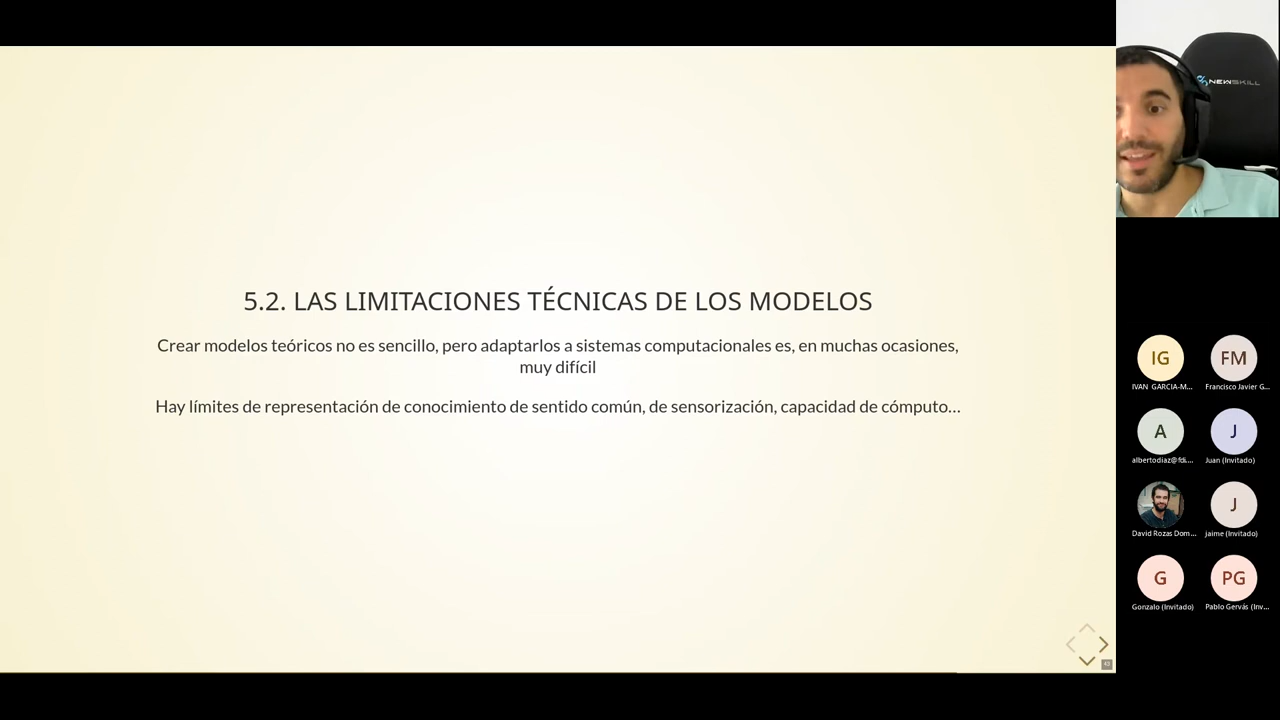 5.2. LAS LIMITACIONES TÉCNICAS DE LOS MODELOS
Crear modelos teóricos no es sencillo, pero adaptarlos a sistemas computacionales es, en muchas ocasiones,
muy difícil
Hay límites de representación de conocimiento de sentido común, de sensorización, capacidad de cómputo...
NEWSKILL
IG
FM
IVAN GARCIA-M...
Francisco Javier G...
A
J
albertodiaz@fdi....
Juan (Invitado)
J
David Rozas Dom...
jaime (Invitado)
G
PG
Gonzalo (Invitado)
Pablo Gervás (Inv...